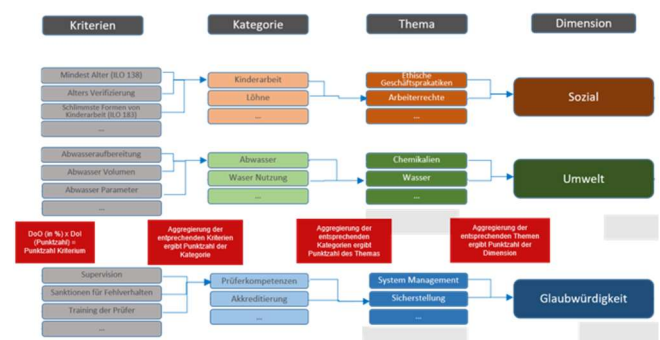 Kriterien
Kategorie
Thema
Dimension
Mindest Alter (ILO 138)
Alters Verifizierung
Schlimmste Formen von
Kinderarbeit (ILO 183)
...
Kinderarbeit
Löhne
...
Ethische
Geschäftsprakatiken
Arbeiterrechte
...
Sozial
Abwasseraufbereitung
Abwasser Volumen
Abwasser Parameter
...
Abwasser
Waser Nutzung
...
Chemikalien
Wasser
...
Umwelt
DoO (in %) x DoI
(Punktzahl) =
Punktzahl Kriterium
Aggregierung der
entprechenden Kriterien
ergibt Punktzahl der
Kategorie
Aggregierung der
entsprechenden
Kategorien ergibt
Punktzahl des Themas
Aggregierung der
entsprechenden Themen
ergibt Punktzahl der
Dimension
Supervision
Sanktionen für Fehlverhalten
Training der Prüfer
...
Prüferkompetenzen
Akkreditierung
...
System Management
Sicherstellung
...
Glaubwürdigkeit